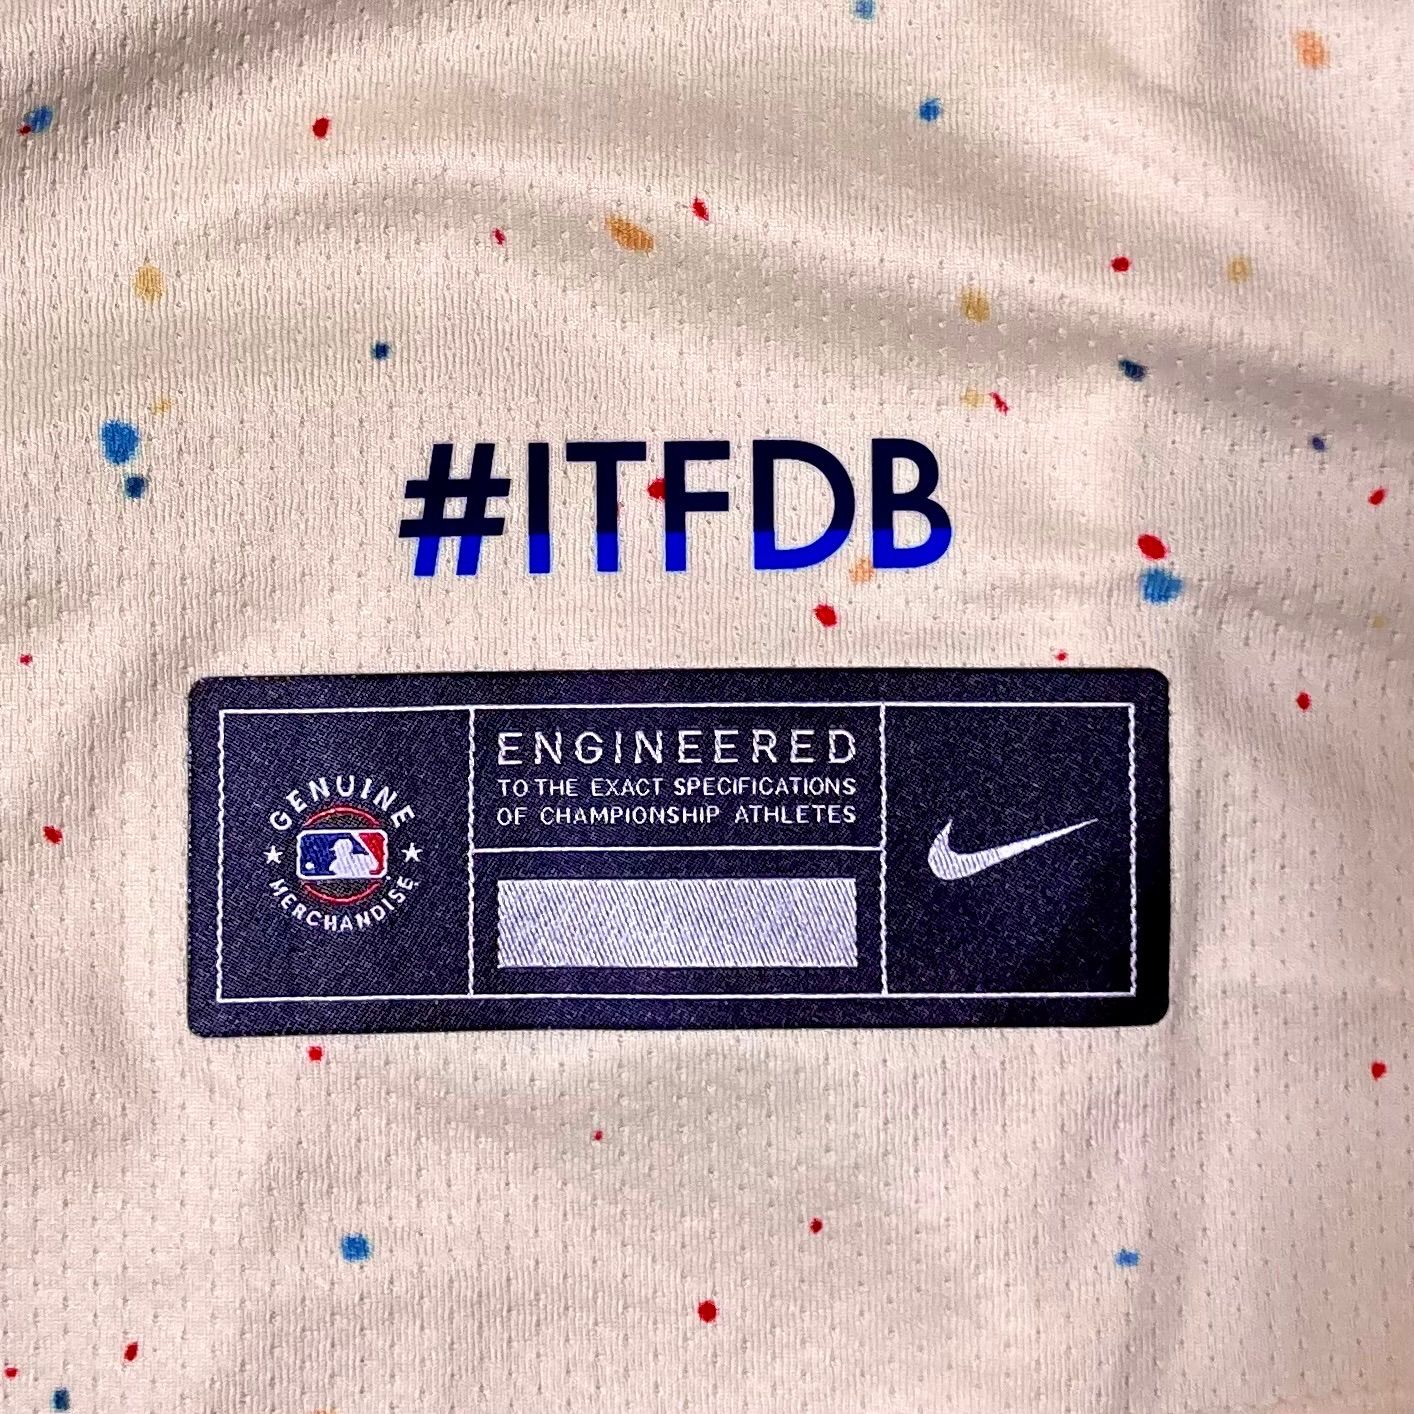 #ITFDB
GENUINE
MERCHANDISE
ENGINEERED
TO THE EXACT SPECIFICATIONS
OF CHAMPIONSHIP ATHLETES